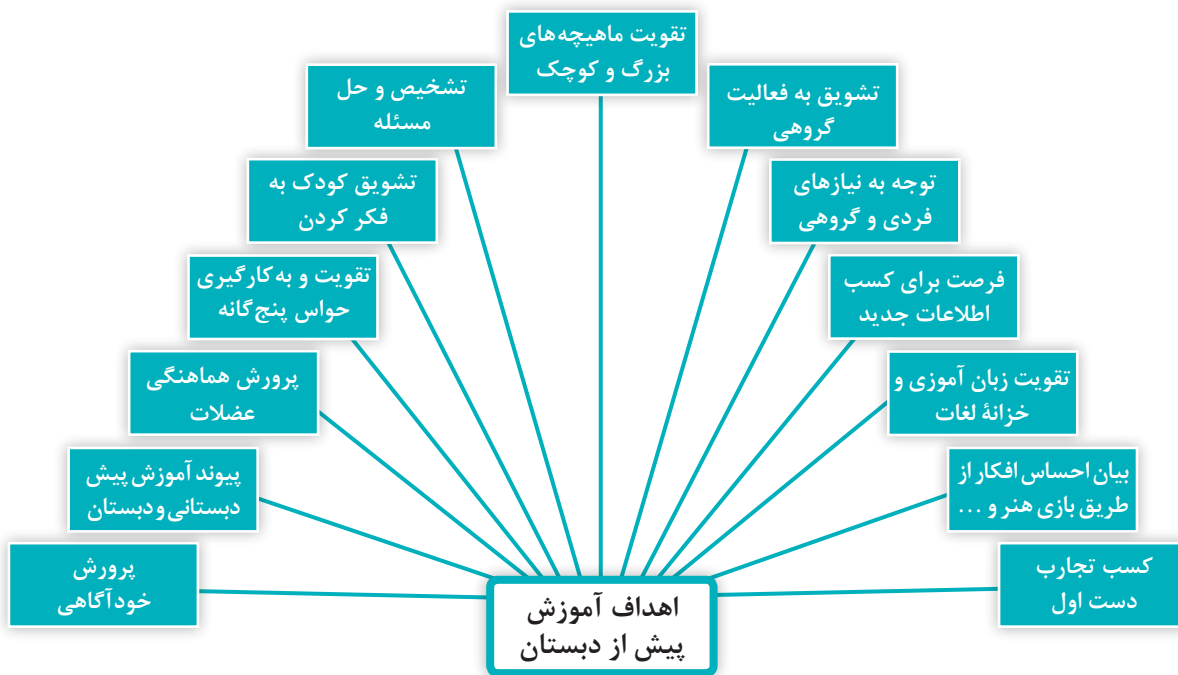 تقویت ماهیچه‌های
بزرگ و کوچک
تشویق به فعالیت
گروهی
توجه به نیازهای
فردی و گروهی
فرصت برای کسب
اطلاعات جدید
تقویت زبان آموزی و
خزانهٔ لغات
بیان احساس افکار از
طریق بازی هنر و ...
کسب تجارب
دست اول
تشخیص و حل
مسئله
تشویق کودک به
فکر کردن
تقویت و به‌کارگیری
حواس پنج‌گانه
پرورش هماهنگی
عضلات
پیوند آموزش پیش
دبستانی و دبستان
پرورش
خودآگاهی
اهداف آموزش
پیش از دبستان